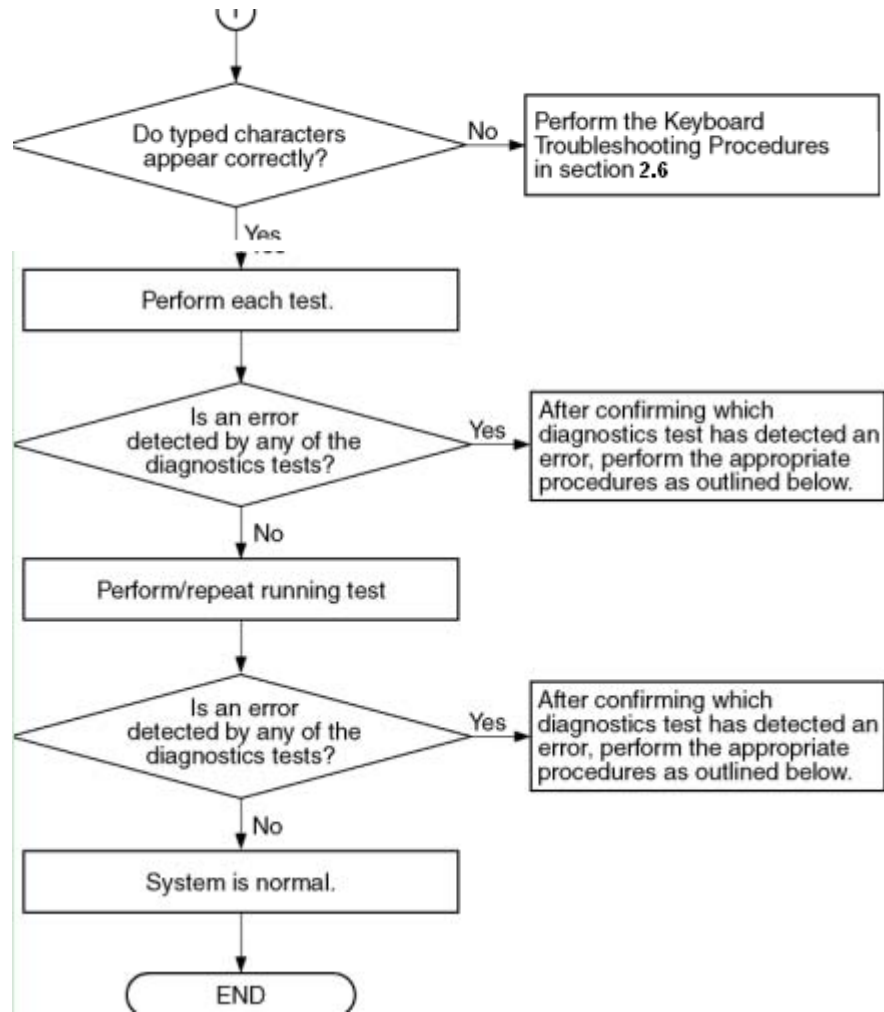 1
Do typed characters
appear correctly?
No
Perform the Keyboard
Troubleshooting Procedures
in section 2.6
Yes
Perform each test.
Is an error
detected by any of the
diagnostics tests?
Yes
After confirming which
diagnostics test has detected an
error, perform the appropriate
procedures as outlined below.
No
Perform/repeat running test
Is an error
detected by any of the
diagnostics tests?
Yes
After confirming which
diagnostics test has detected an
error, perform the appropriate
procedures as outlined below.
No
System is normal.
END